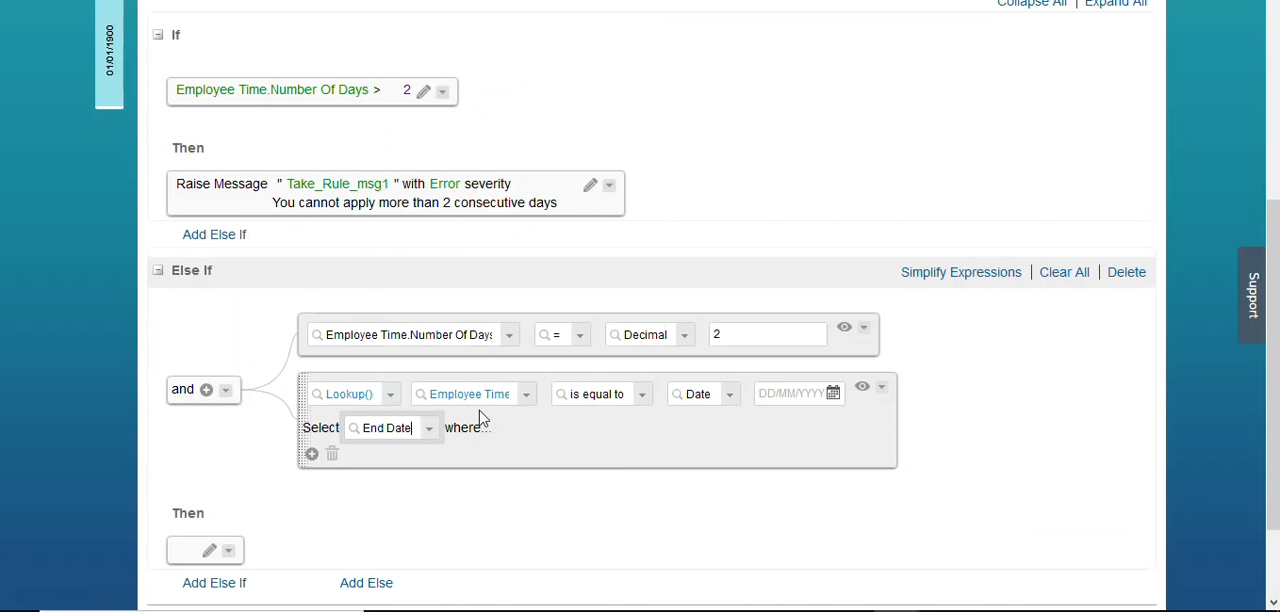 Collapse All | Expand All
01/01/1900
If
Employee Time.Number Of Days > 2
Then
Raise Message " Take_Rule_msg1 " with Error severity
You cannot apply more than 2 consecutive days
Add Else If
Else If
Simplify Expressions | Clear All | Delete
Employee Time.Number Of Days = Decimal 2
and
Lookup() Employee Time is equal to Date DD/MM/YYYY
Select End Date where...
Then
Add Else If Add Else
Support